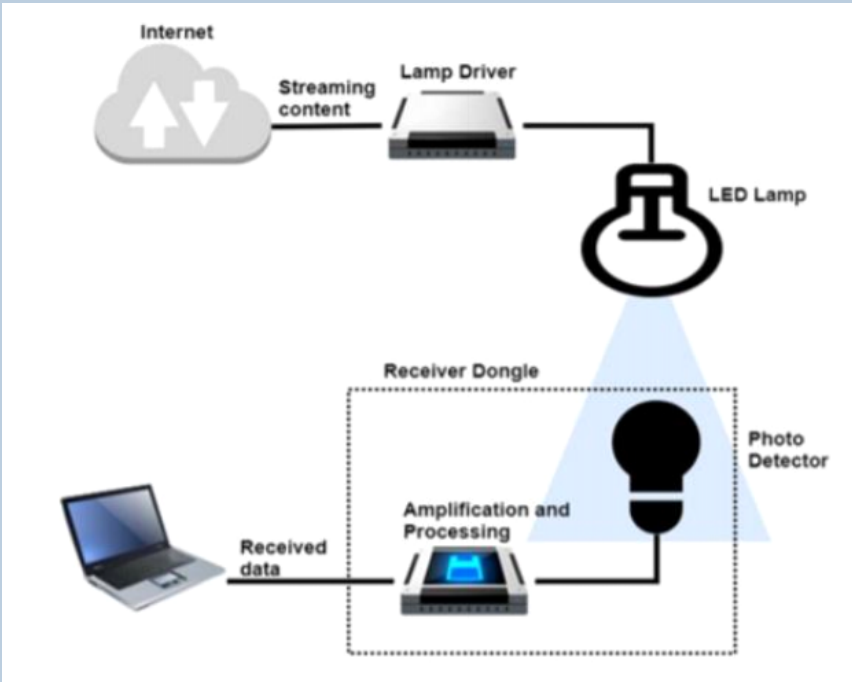 Internet
Streaming
content
Lamp Driver
LED Lamp
Receiver Dongle
Photo
Detector
Amplification and
Processing
Received
data